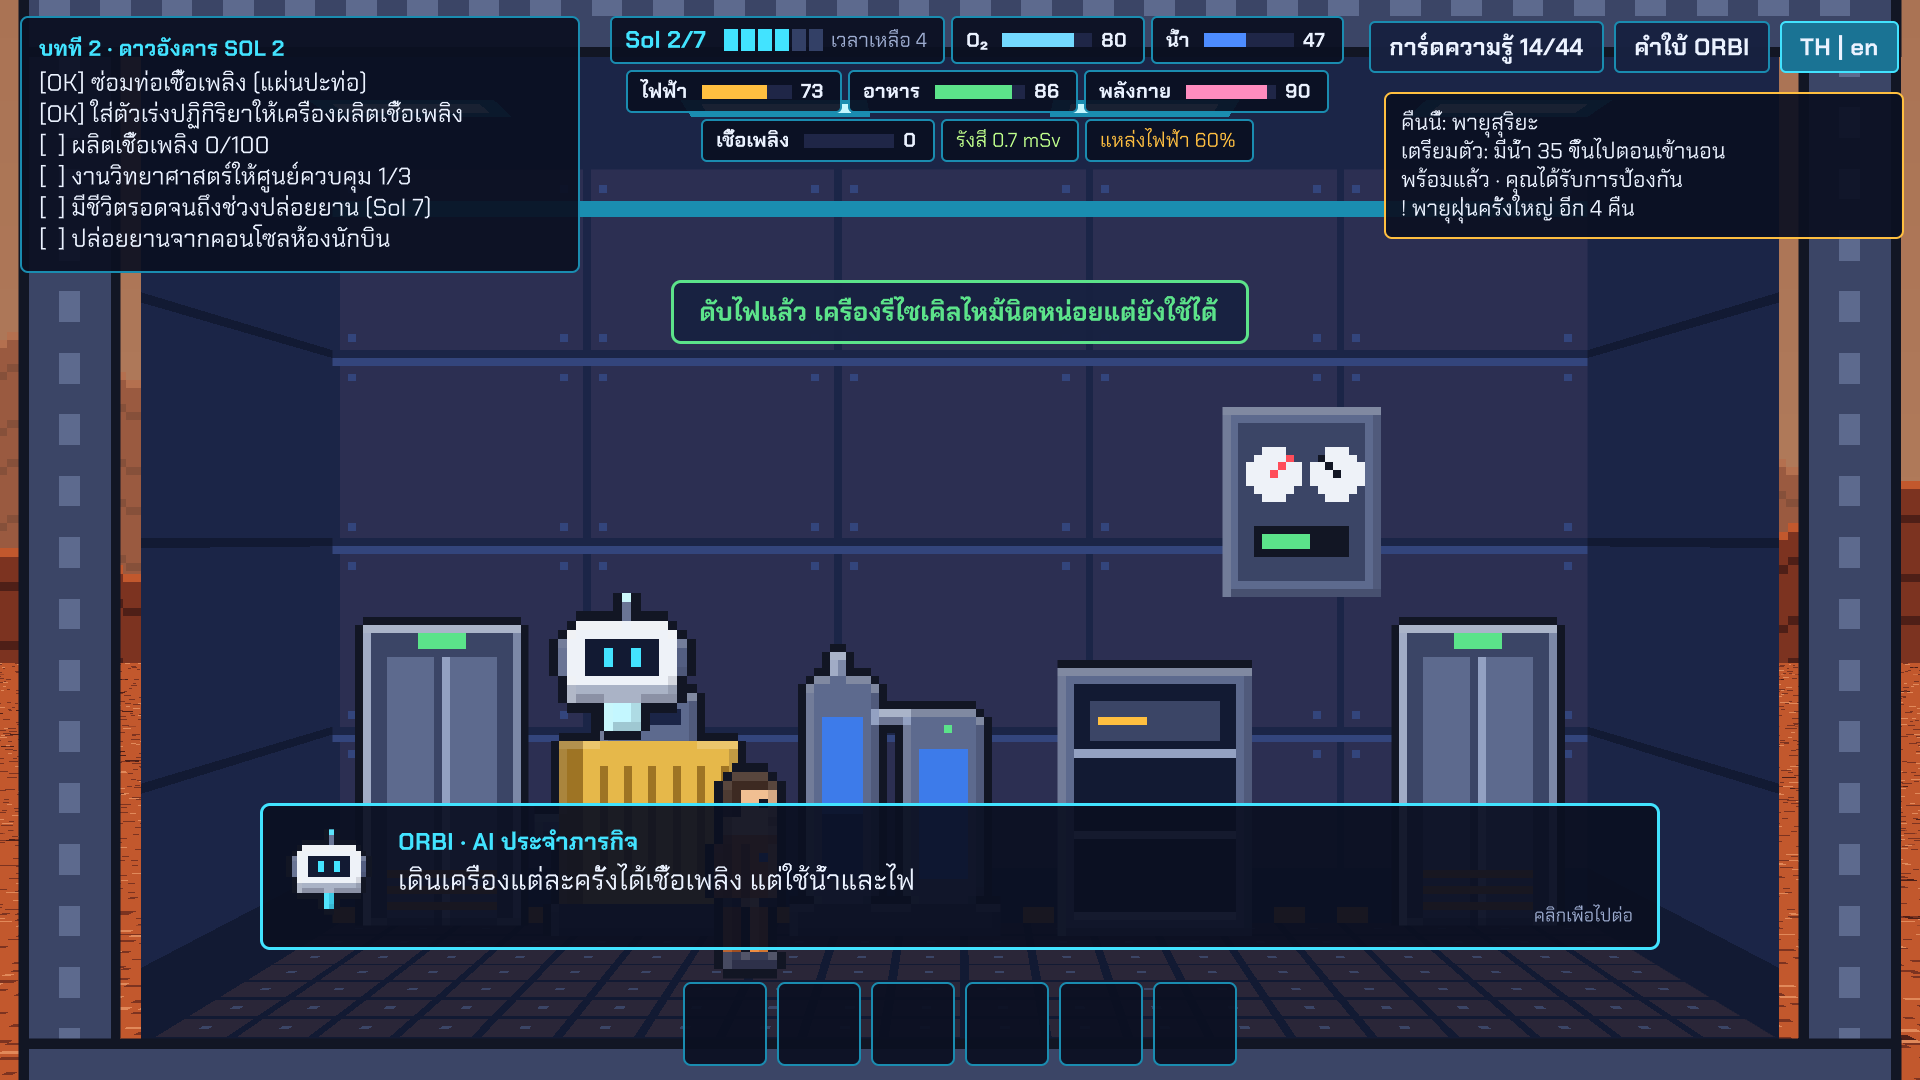 บทที่ 2 · ดาวอังคาร SOL 2
[OK] ซ่อมท่อเชื้อเพลิง (แผ่นปะท่อ)
[OK] ใส่ตัวเร่งปฏิกิริยาให้เครื่องผลิตเชื้อเพลิง
[ ] ผลิตเชื้อเพลิง 0/100
[ ] งานวิทยาศาสตร์ให้ศูนย์ควบคุม 1/3
[ ] มีชีวิตรอดจนถึงช่วงปล่อยยาน (Sol 7)
[ ] ปล่อยยานจากคอนโซลห้องนักบิน
Sol 2/7 เวลาเหลือ 4
O₂ 80
น้ำ 47
ไฟฟ้า 73
อาหาร 86
พลังกาย 90
เชื้อเพลิง 0
รังสี 0.7 mSv
แหล่งไฟฟ้า 60%
การ์ดความรู้ 14/44
คำใบ้ ORBI
TH | en
คืนนี้: พายุสุริยะ
เตรียมตัว: มีน้ำ 35 ขึ้นไปตอนเข้านอน
พร้อมแล้ว · คุณได้รับการป้องกัน
! พายุฝุ่นครั้งใหญ่ อีก 4 คืน
ดับไฟแล้ว เครื่องรีไซเคิลไหม้นิดหน่อยแต่ยังใช้ได้
ORBI · AI ประจำภารกิจ
เดินเครื่องแต่ละครั้งได้เชื้อเพลิง แต่ใช้น้ำและไฟ
คลิกเพื่อไปต่อ